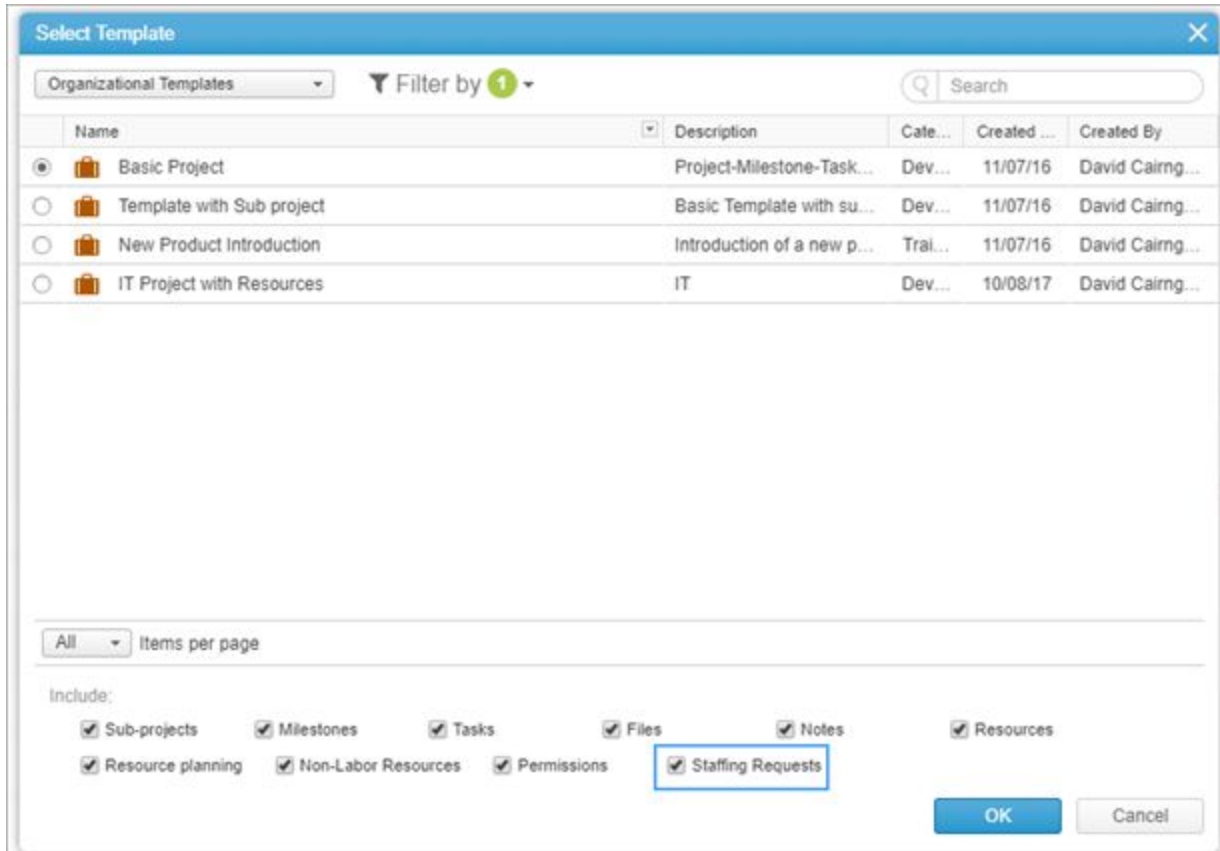 Select Template
Organizational Templates Filter by 1 Search
Name Description Cate... Created ... Created By
Basic Project Project-Milestone-Task... Dev... 11/07/16 David Cairng...
Template with Sub project Basic Template with su... Dev... 11/07/16 David Cairng...
New Product Introduction Introduction of a new p... Trai... 11/07/16 David Cairng...
IT Project with Resources IT Dev... 10/08/17 David Cairng...
All Items per page
Include:
Sub-projects Milestones Tasks Files Notes Resources
Resource planning Non-Labor Resources Permissions Staffing Requests
OK Cancel